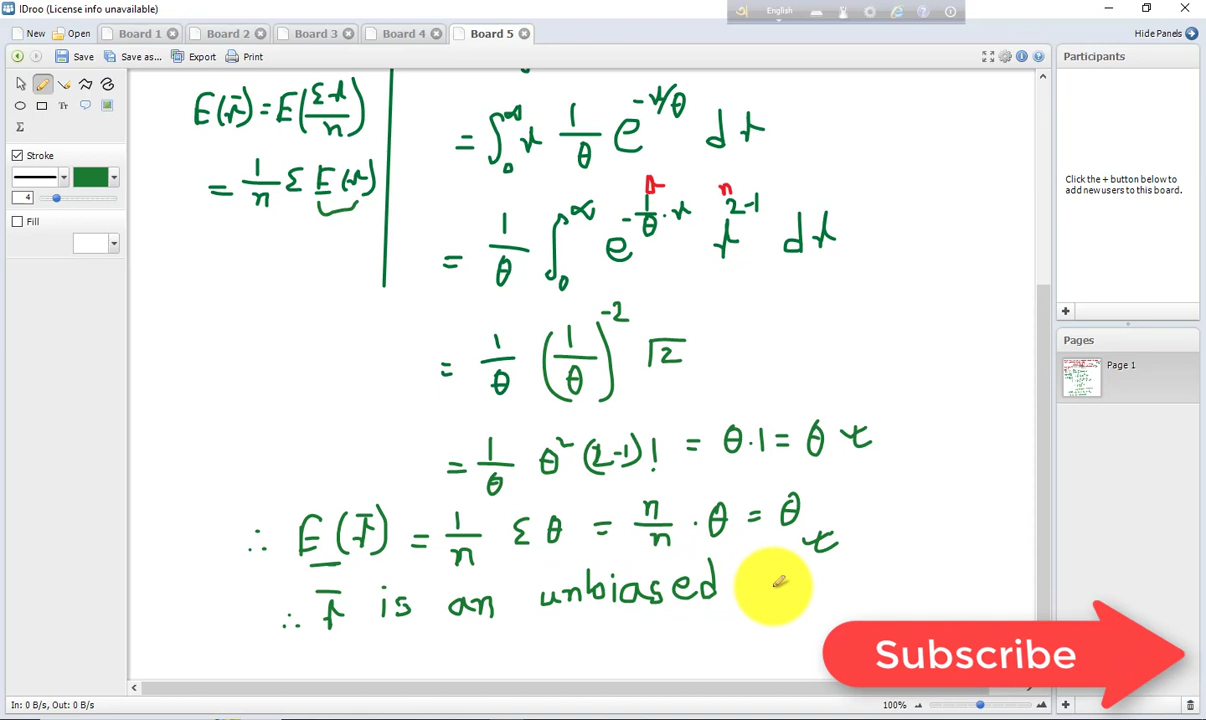 IDroo (License info unavailable)
English
New Open Board 1 Board 2 Board 3 Board 4 Board 5 Hide Panels
Save Save as... Export Print
Participants
Click the + button below to add new users to this board.
Stroke
4
Fill
E(x̄) = E(Σx/n)
= 1/n Σ E(x)
= ∫₀^∞ x 1/θ e^(-x/θ) dx
n
= 1/θ ∫₀^∞ e^(-1/θ · x) x^(2-1) dx
= 1/θ (1/θ)^(-2) Γ2
= 1/θ θ² (2-1)! = θ·1 = θ
∴ E(x̄) = 1/n Σ θ = n/n · θ = θ
∴ x̄ is an unbiased
Pages
Page 1
Subscribe
In: 0 B/s, Out: 0 B/s
100%